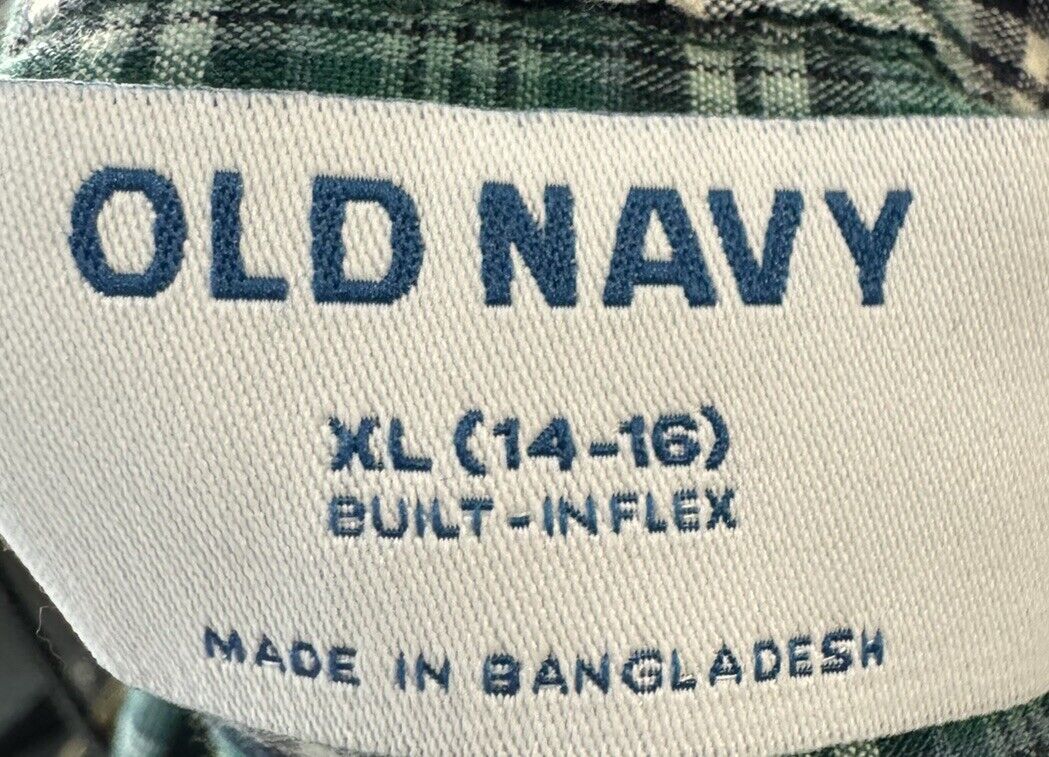 OLD NAVY
XL (14-16)
BUILT-IN FLEX
MADE IN BANGLADESH